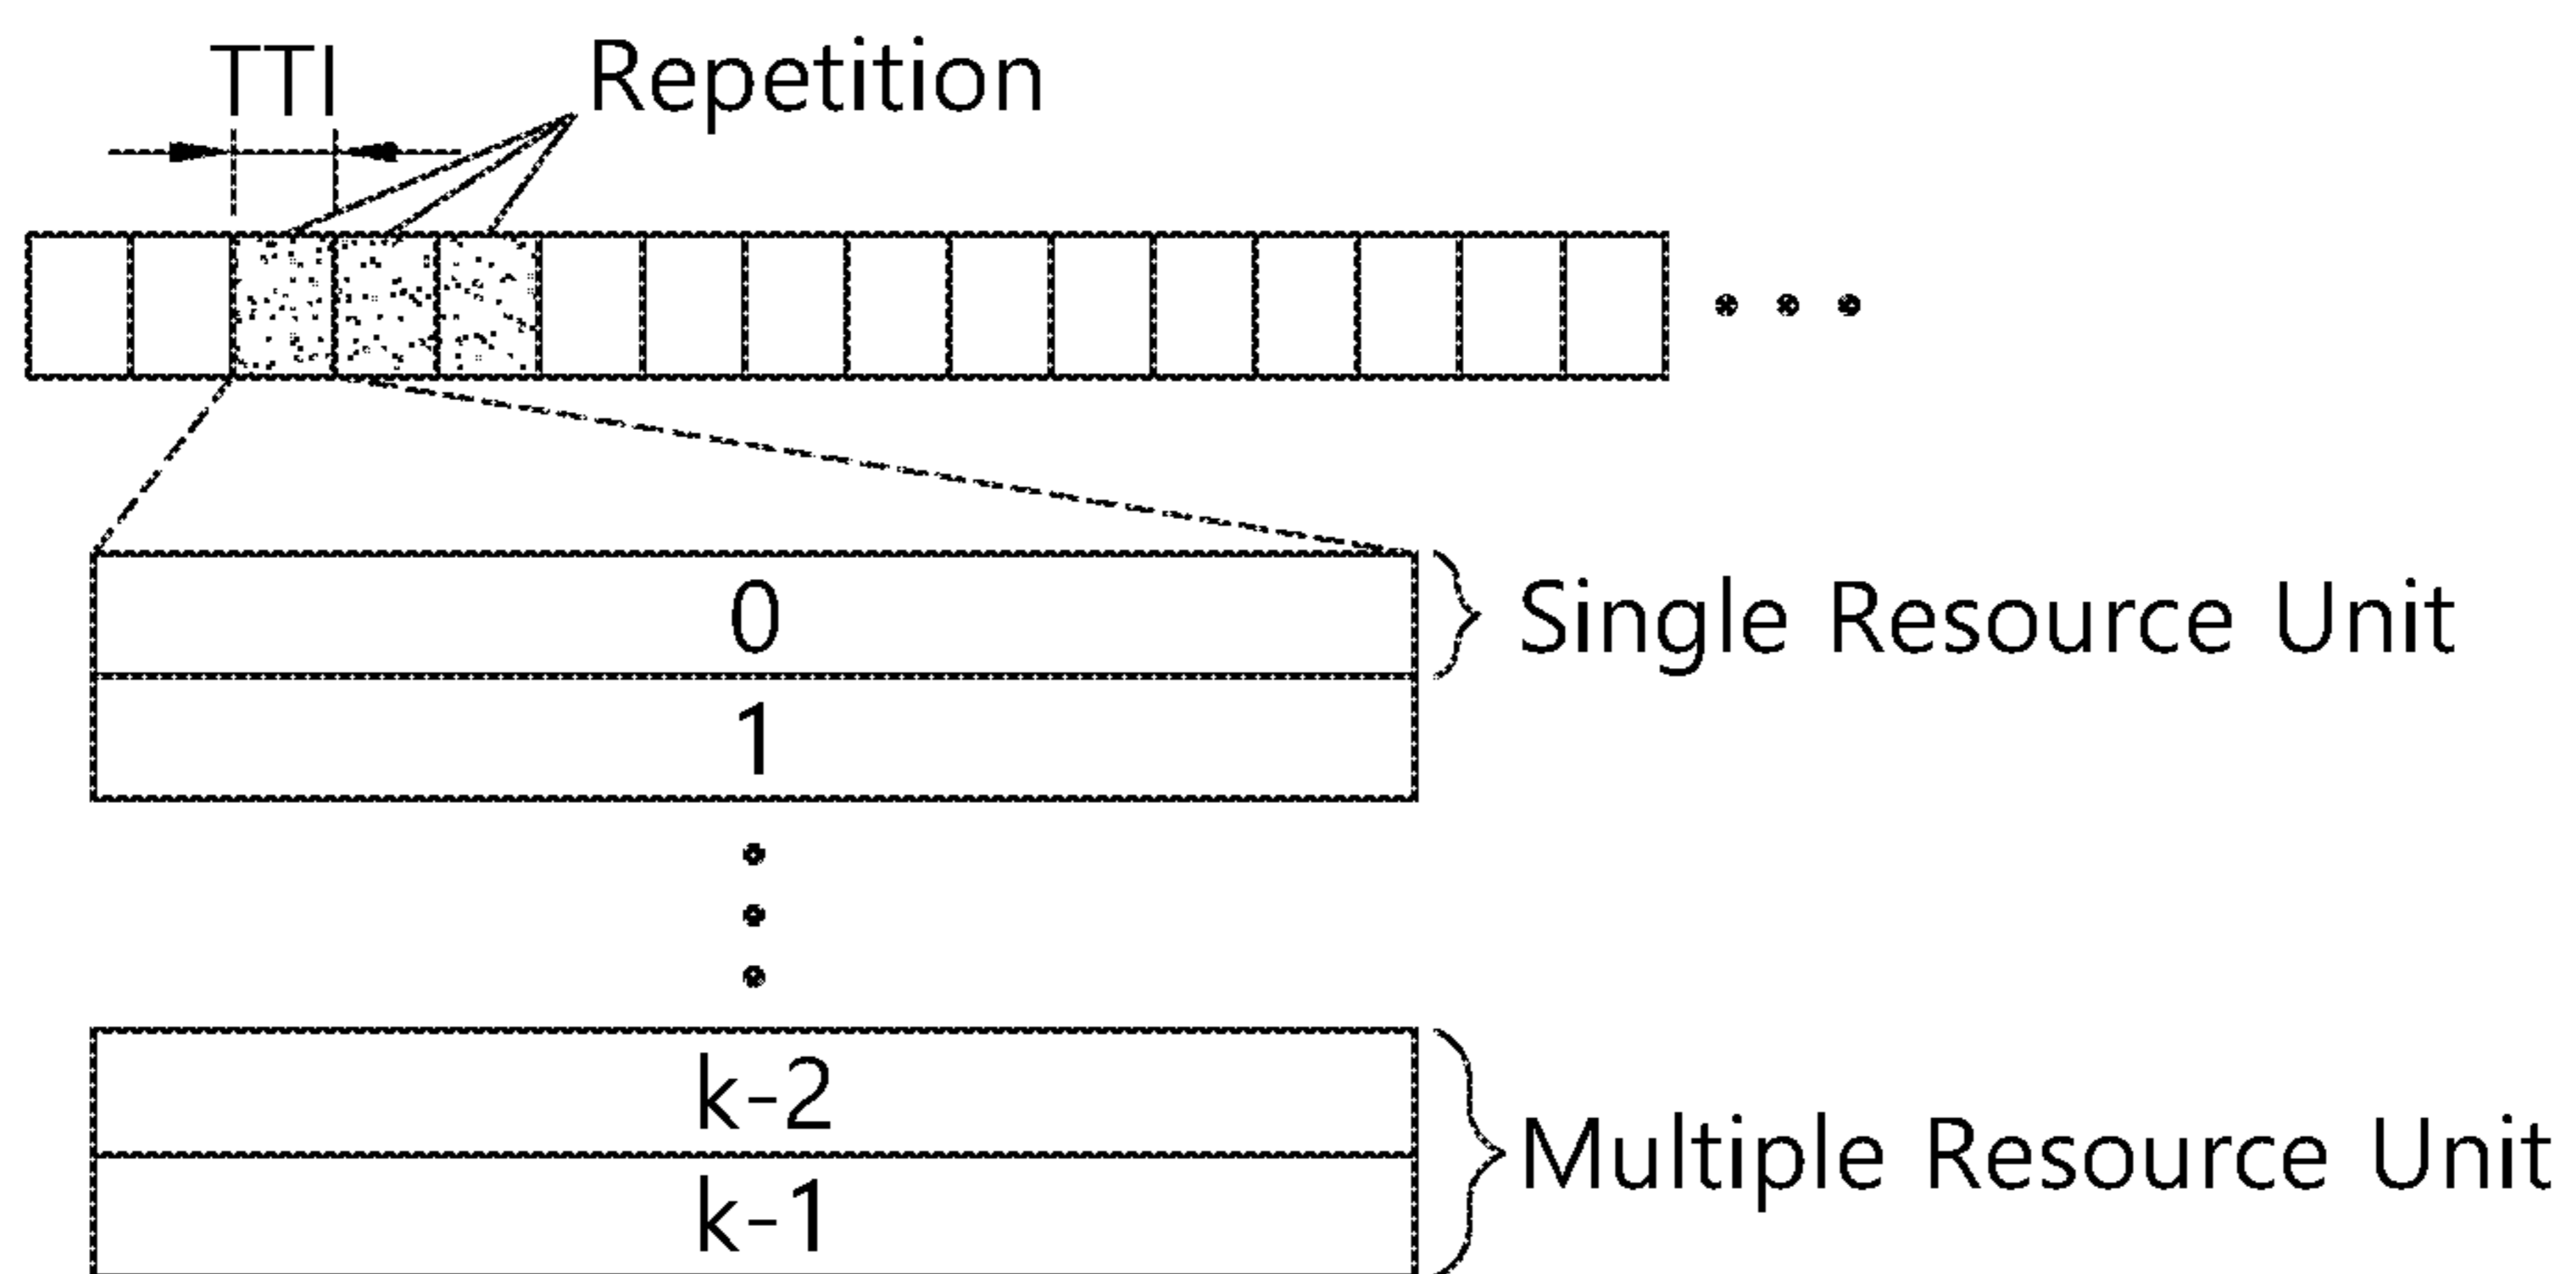 TTI
Repetition
0
Single Resource Unit
1
k-2
k-1
Multiple Resource Unit